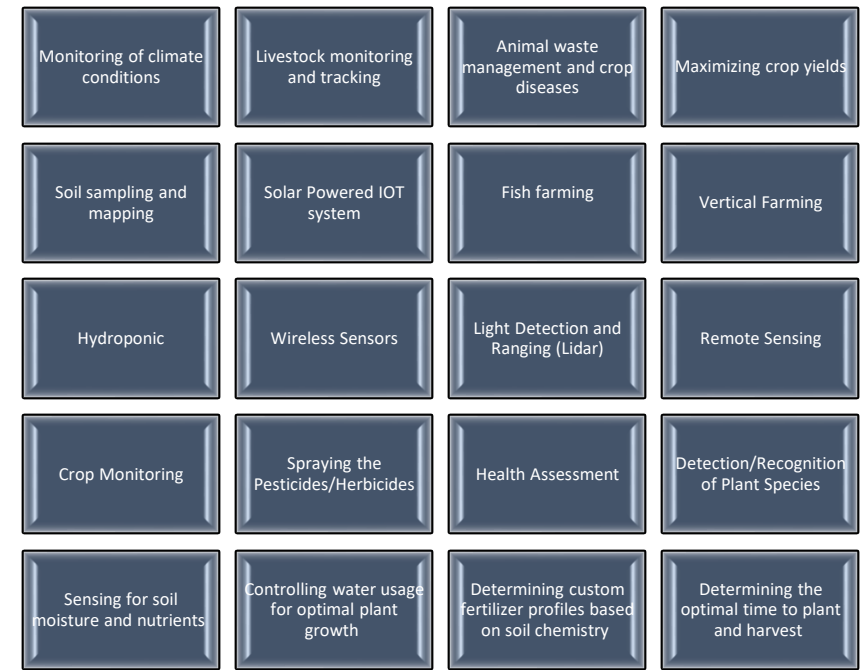 Monitoring of climate
conditions
Livestock monitoring
and tracking
Animal waste
management and crop
diseases
Maximizing crop yields
Soil sampling and
mapping
Solar Powered IOT
system
Fish farming
Vertical Farming
Hydroponic
Wireless Sensors
Light Detection and
Ranging (Lidar)
Remote Sensing
Crop Monitoring
Spraying the
Pesticides/Herbicides
Health Assessment
Detection/Recognition
of Plant Species
Sensing for soil
moisture and nutrients
Controlling water usage
for optimal plant
growth
Determining custom
fertilizer profiles based
on soil chemistry
Determining the
optimal time to plant
and harvest